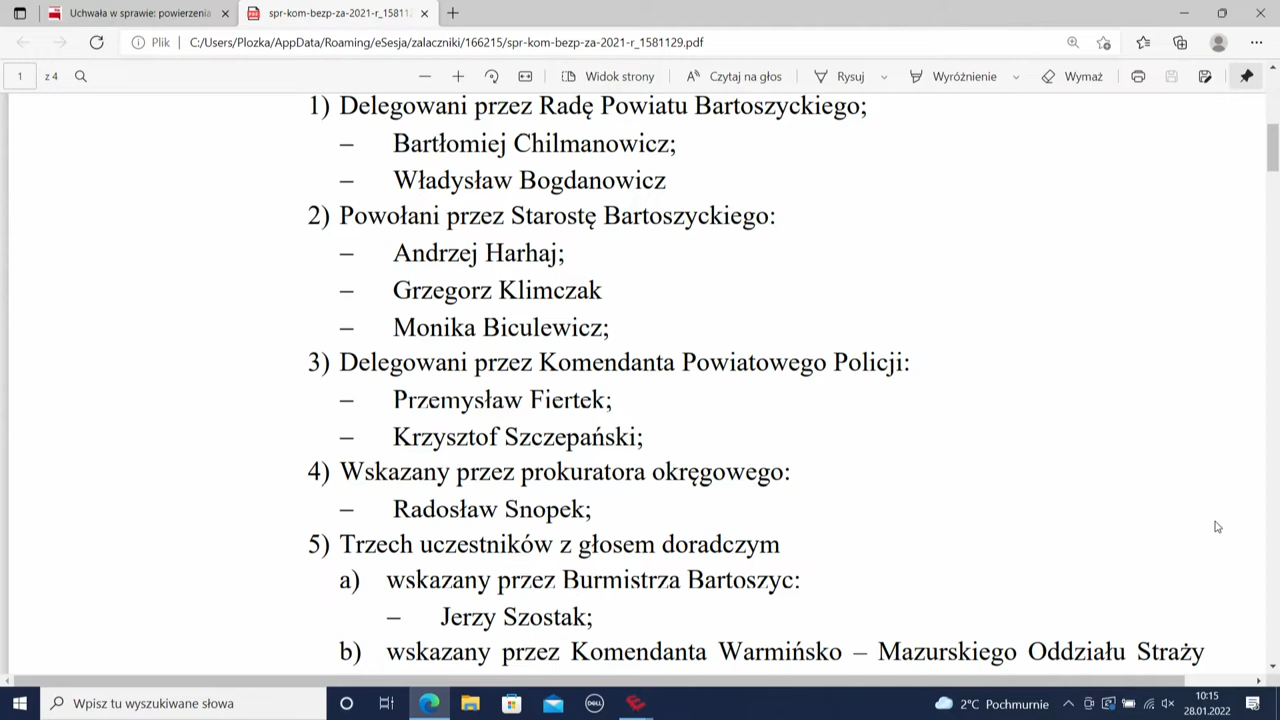 Uchwała w sprawie: powierzenia
spr-kom-bezp-za-2021-r_15811
Plik
C:/Users/Plozka/AppData/Roaming/eSesja/zalaczniki/166215/spr-kom-bezp-za-2021-r_1581129.pdf
1 z 4
Widok strony
Czytaj na głos
Rysuj
Wyróżnienie
Wymaż
1) Delegowani przez Radę Powiatu Bartoszyckiego;
– Bartłomiej Chilmanowicz;
– Władysław Bogdanowicz
2) Powołani przez Starostę Bartoszyckiego:
– Andrzej Harhaj;
– Grzegorz Klimczak
– Monika Biculewicz;
3) Delegowani przez Komendanta Powiatowego Policji:
– Przemysław Fiertek;
– Krzysztof Szczepański;
4) Wskazany przez prokuratora okręgowego:
– Radosław Snopek;
5) Trzech uczestników z głosem doradczym
a) wskazany przez Burmistrza Bartoszyc:
– Jerzy Szostak;
b) wskazany przez Komendanta Warmińsko – Mazurskiego Oddziału Straży
Wpisz tu wyszukiwane słowa
DELL
2°C Pochmurnie
10:15
28.01.2022